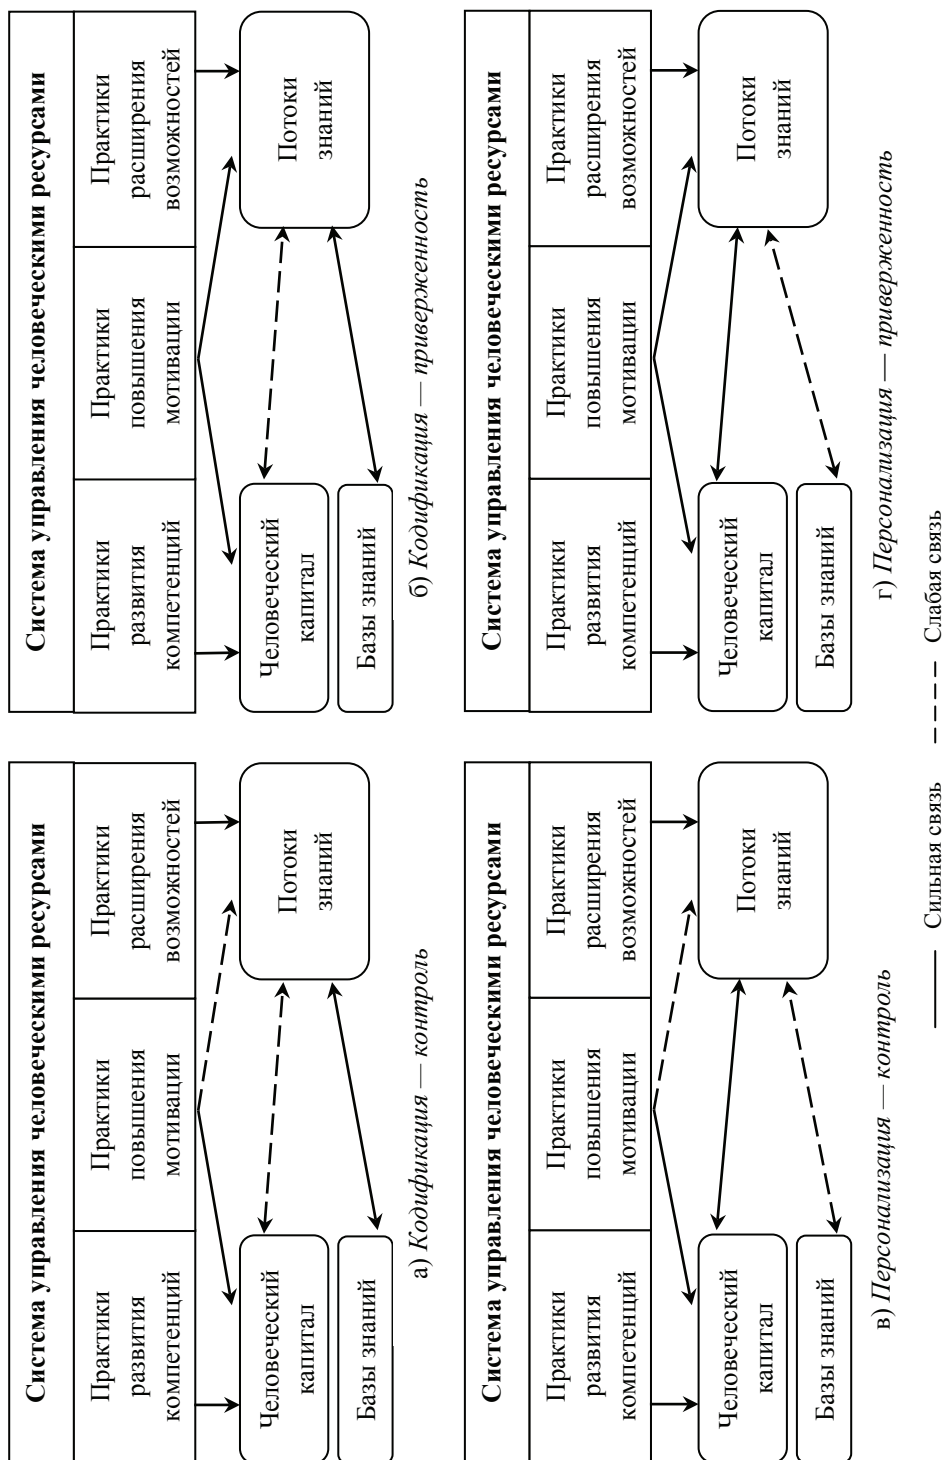 Система управления человеческими ресурсами
Практики
развития
компетенций
Практики
повышения
мотивации
Практики
расширения
возможностей
Человеческий
капитал
Базы знаний
Потоки
знаний
а) Кодификация — контроль
Система управления человеческими ресурсами
Практики
развития
компетенций
Практики
повышения
мотивации
Практики
расширения
возможностей
Человеческий
капитал
Базы знаний
Потоки
знаний
б) Кодификация — приверженность
Система управления человеческими ресурсами
Практики
развития
компетенций
Практики
повышения
мотивации
Практики
расширения
возможностей
Человеческий
капитал
Базы знаний
Потоки
знаний
в) Персонализация — контроль
Система управления человеческими ресурсами
Практики
развития
компетенций
Практики
повышения
мотивации
Практики
расширения
возможностей
Человеческий
капитал
Базы знаний
Потоки
знаний
г) Персонализация — приверженность
Сильная связь
Слабая связь